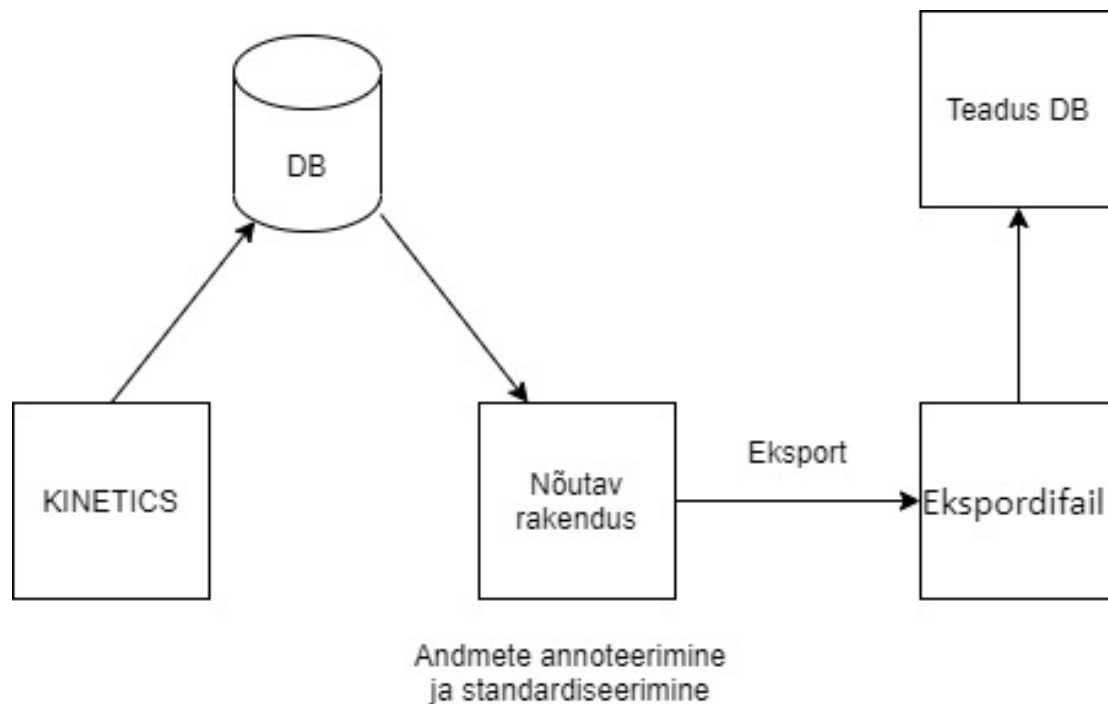 DB
Teadus DB
KINETICS
Nõutav
rakendus
Eksport
Ekspordifail
Andmete annoteerimine
ja standardiseerimine